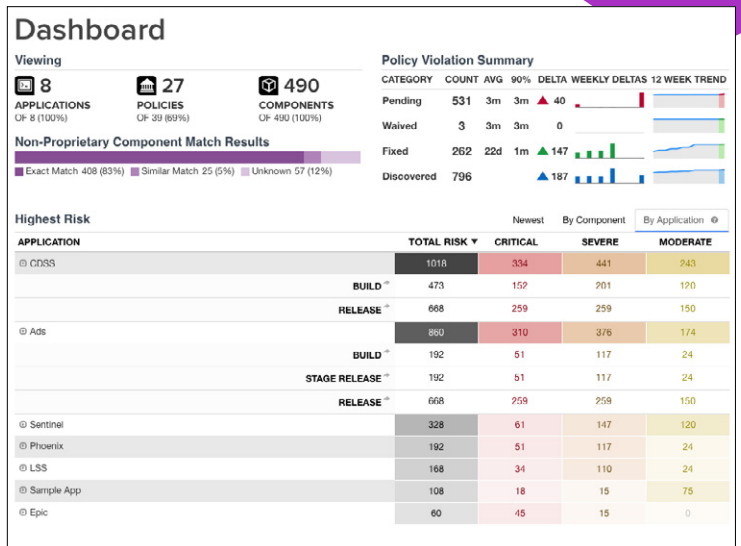 Dashboard
Viewing
8
APPLICATIONS
OF 8 (100%)
27
POLICIES
OF 39 (69%)
490
COMPONENTS
OF 490 (100%)
Non-Proprietary Component Match Results
Exact Match 408 (83%) Similar Match 25 (5%) Unknown 57 (12%)
Policy Violation Summary
CATEGORY COUNT AVG 90% DELTA WEEKLY DELTAS 12 WEEK TREND
Pending 531 3m 3m 40
Waived 3 3m 3m 0
Fixed 262 22d 1m 147
Discovered 796 187
Highest Risk
Newest By Component By Application
APPLICATION TOTAL RISK CRITICAL SEVERE MODERATE
CDSS 1018 334 441 243
BUILD 473 152 201 120
RELEASE 668 259 259 150
Ads 860 310 376 174
BUILD 192 51 117 24
STAGE RELEASE 192 51 117 24
RELEASE 668 259 259 150
Sentinel 328 61 147 120
Phoenix 192 51 117 24
LSS 168 34 110 24
Sample App 108 18 15 75
Epic 60 45 15 0